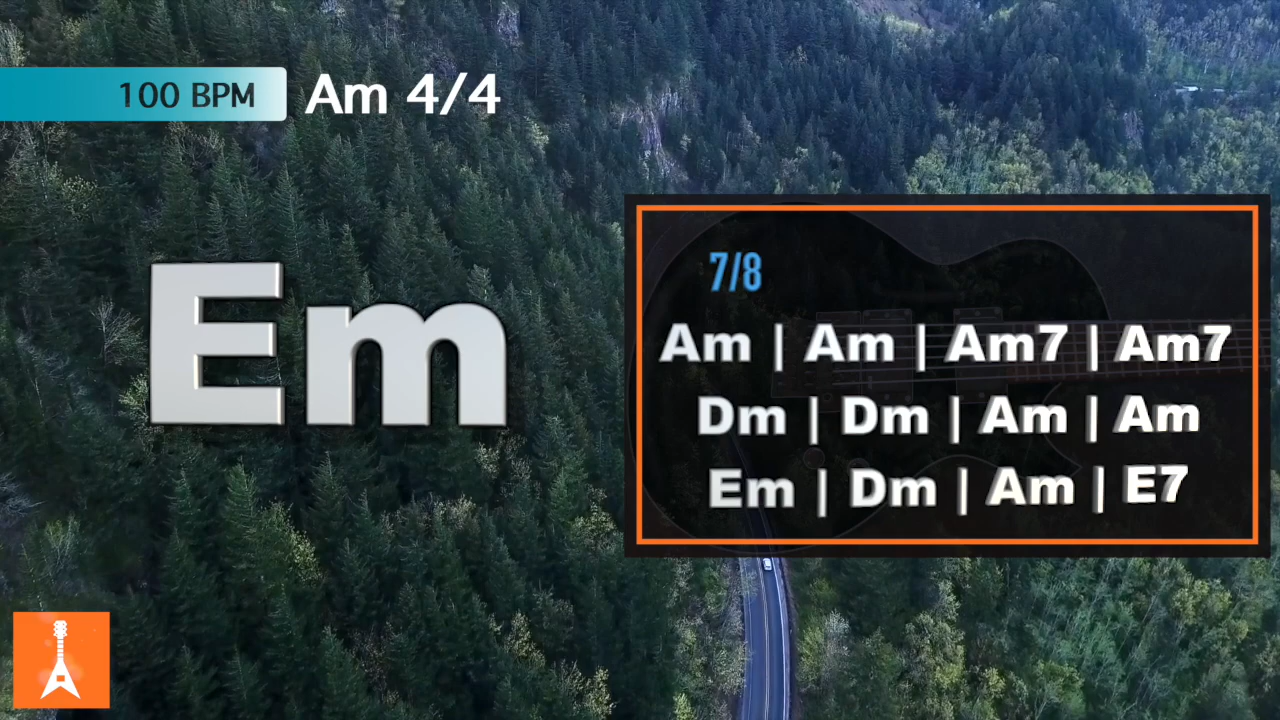 100 BPM Am 4/4
Em
7/8
Am | Am | Am7 | Am7
Dm | Dm | Am | Am
Em | Dm | Am | E7